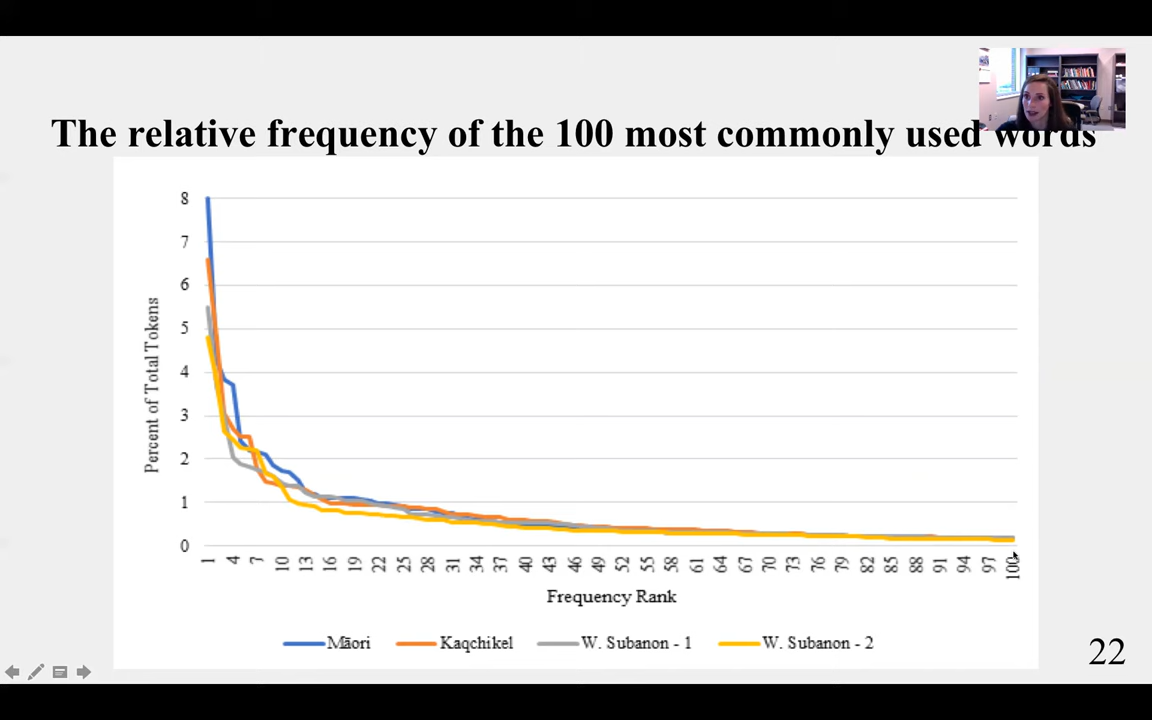 The relative frequency of the 100 most commonly used words
8
7
6
5
4
3
2
1
0
Percent of Total Tokens
1 4 7 10 13 16 19 22 25 28 31 34 37 40 43 46 49 52 55 58 61 64 67 70 73 76 79 82 85 88 91 94 97 100
Frequency Rank
Māori Kaqchikel W. Subanon - 1 W. Subanon - 2
22